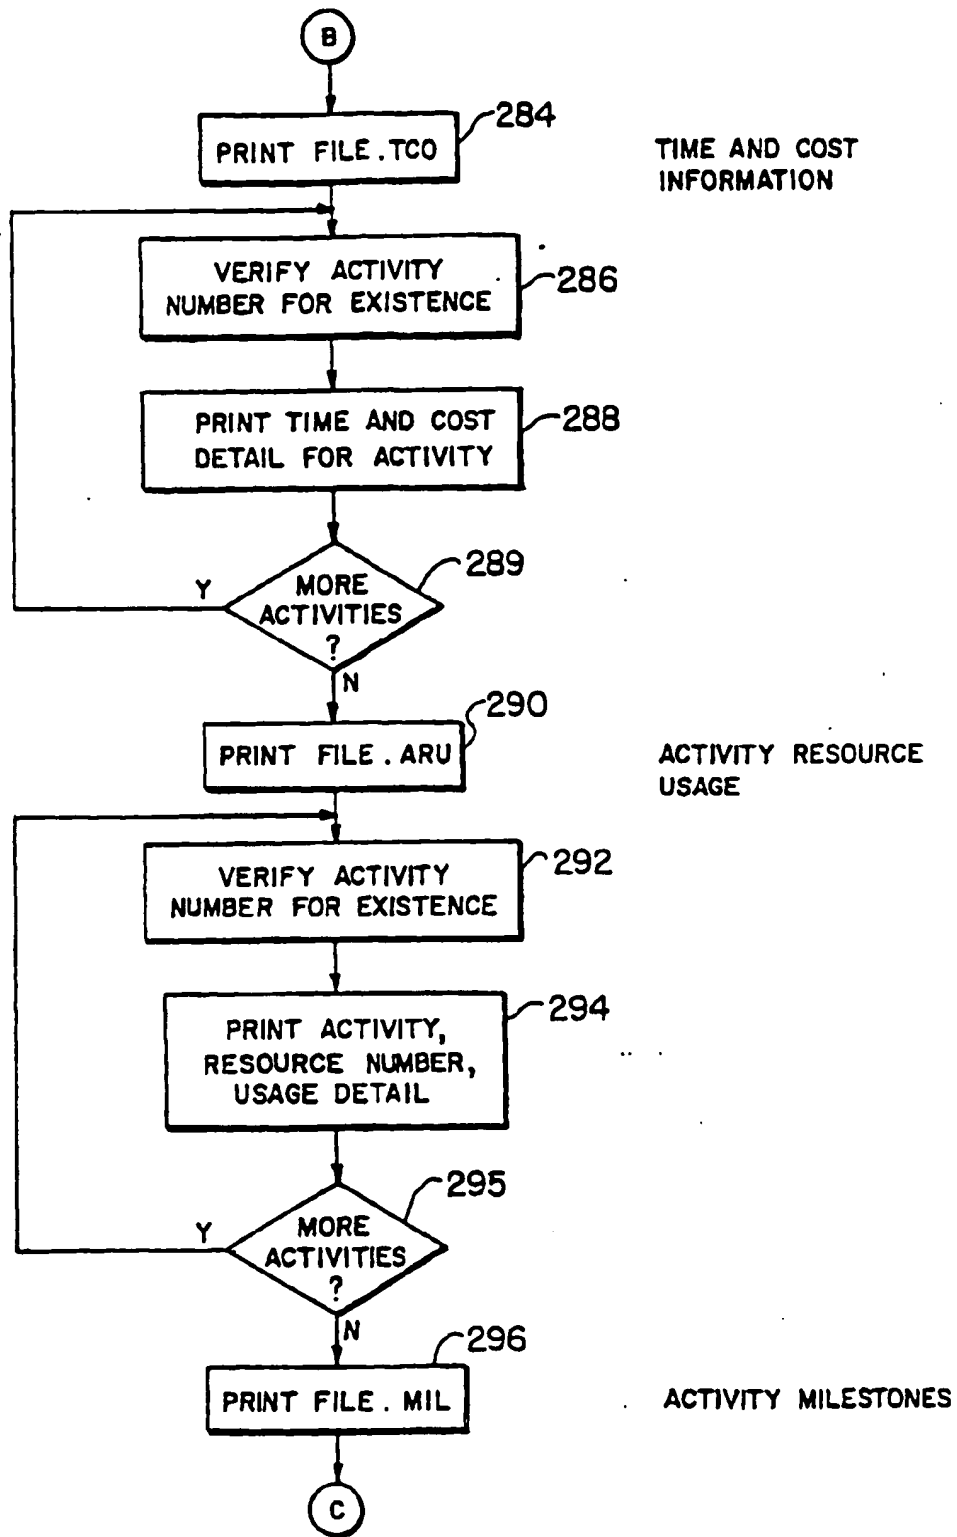 B
284
PRINT FILE.TCO
TIME AND COST
INFORMATION
VERIFY ACTIVITY
NUMBER FOR EXISTENCE
286
PRINT TIME AND COST
DETAIL FOR ACTIVITY
288
289
MORE
ACTIVITIES
?
Y
N
290
PRINT FILE . ARU
ACTIVITY RESOURCE
USAGE
VERIFY ACTIVITY
NUMBER FOR EXISTENCE
292
294
PRINT ACTIVITY,
RESOURCE NUMBER,
USAGE DETAIL
295
MORE
ACTIVITIES
?
Y
N
296
PRINT FILE . MIL
ACTIVITY MILESTONES
C